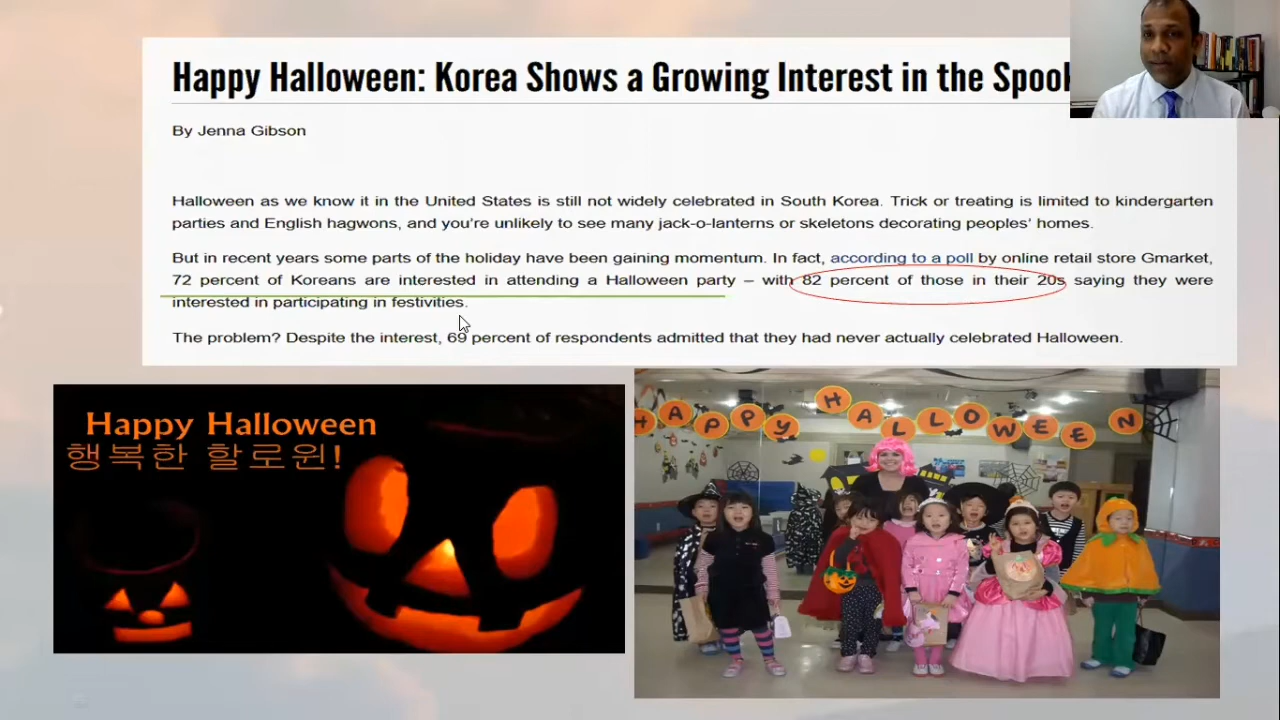 Happy Halloween: Korea Shows a Growing Interest in the
By Jenna Gibson
Halloween as we know it in the United States is still not widely celebrated in South Korea. Trick or treating is limited to kindergarten
parties and English hagwons, and you're unlikely to see many jack-o-lanterns or skeletons decorating peoples' homes.
But in recent years some parts of the holiday have been gaining momentum. In fact, according to a poll by online retail store Gmarket,
72 percent of Koreans are interested in attending a Halloween party – with 82 percent of those in their 20s saying they were
interested in participating in festivities.
The problem? Despite the interest, 69 percent of respondents admitted that they had never actually celebrated Halloween.
Happy Halloween
행복한 할로윈!
HAPPY HALLOWEEN